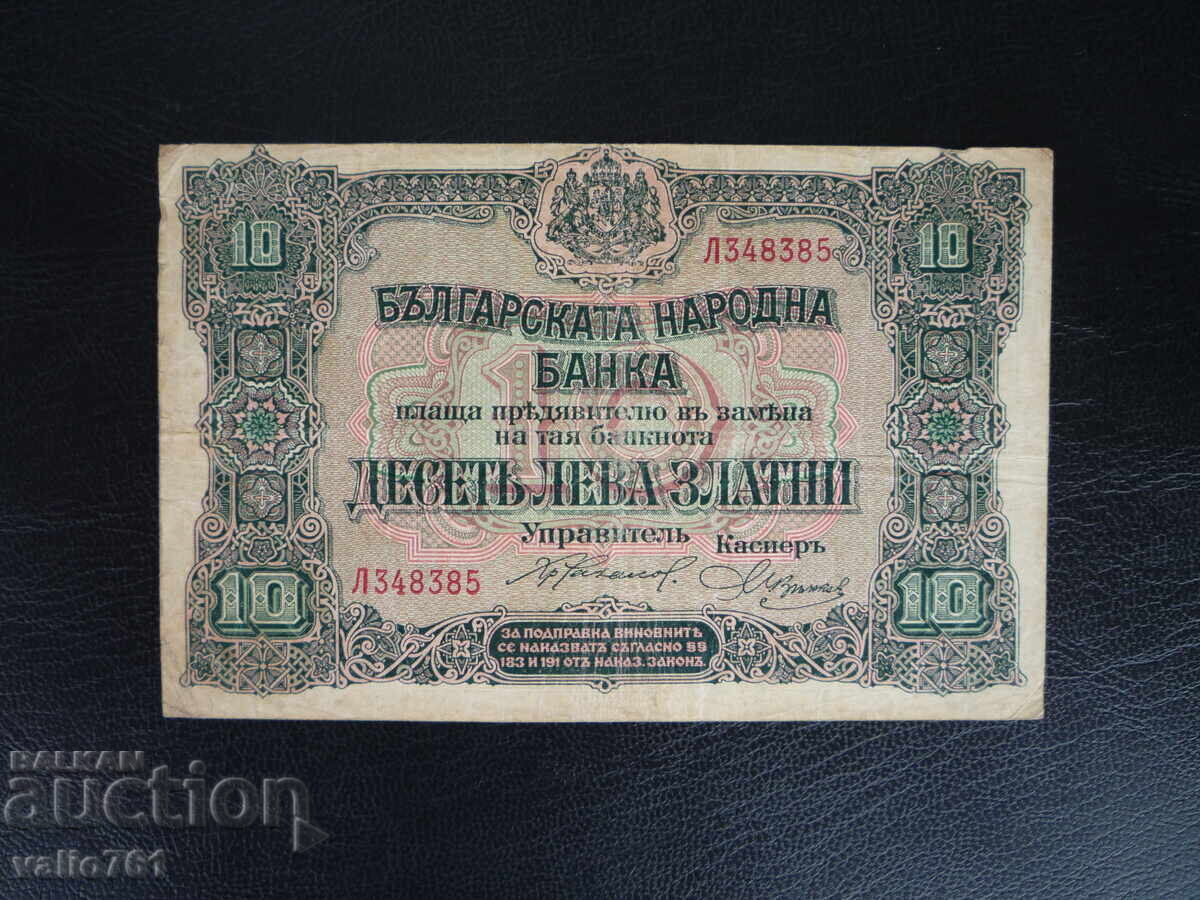 10
10
Л348385
БЪЛГАРСКАТА НАРОДНА
БАНКА
плаща прѣдявителю въ замѣна
на тая банкнота
ДЕСЕТЬ ЛЕВА ЗЛАТНИ
Управитель Касиеръ
Л348385
10
10
ЗА ПОДПРАВКА ВИНОВНИТѢ
СЕ НАКАЗВАТЪ СЪГЛАСНО §§
183 И 191 ОТЪ НАКАЗ. ЗАКОНЪ.
BALKAN
auction
valio761